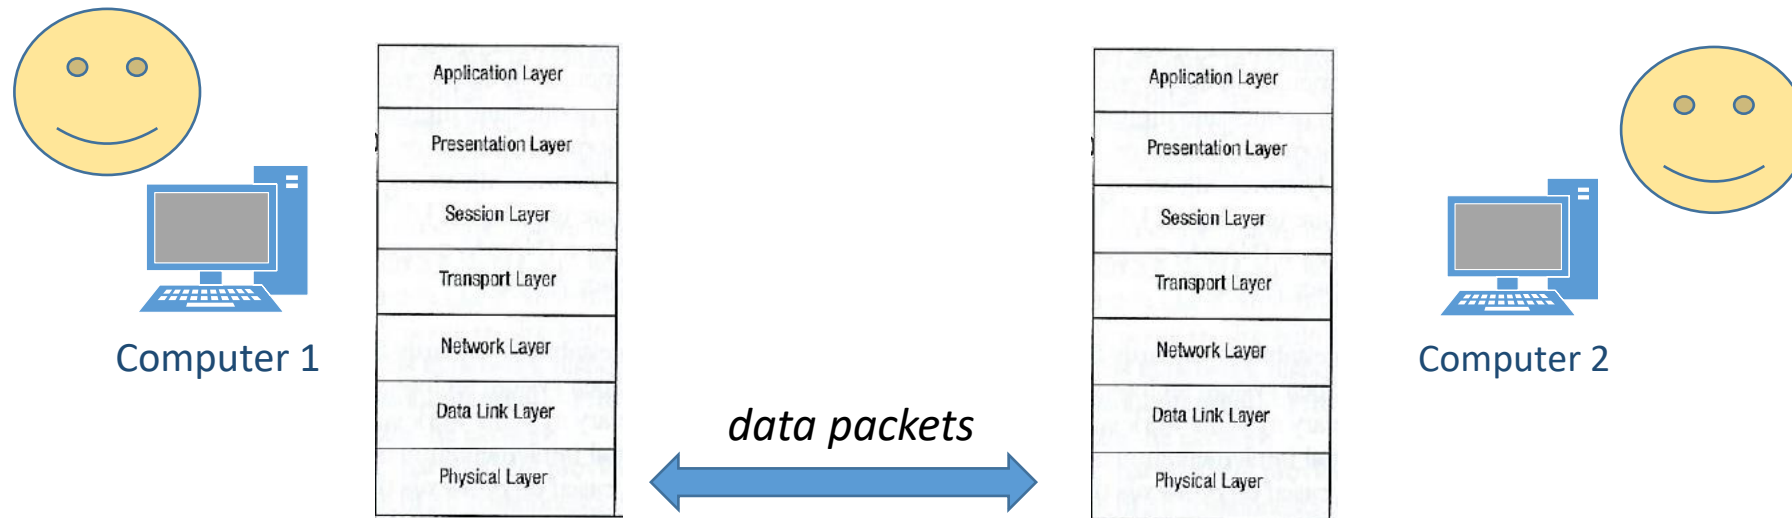 Application Layer
Presentation Layer
Session Layer
Transport Layer
Network Layer
Data Link Layer
Physical Layer
Computer 1
data packets
Application Layer
Presentation Layer
Session Layer
Transport Layer
Network Layer
Data Link Layer
Physical Layer
Computer 2